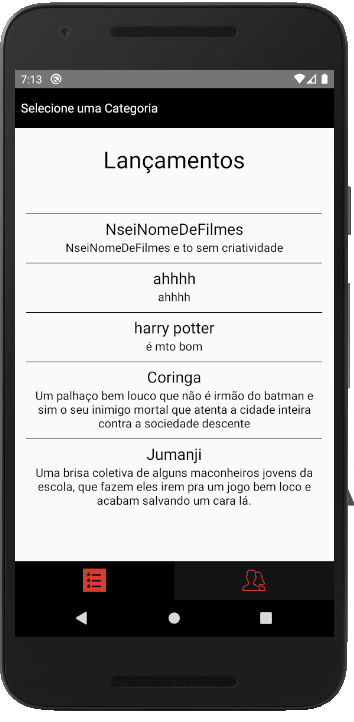 7:13
Selecione uma Categoria
Lançamentos
NseiNomeDeFilmes
NseiNomeDeFilmes e to sem criatividade
ahhhh
ahhhh
harry potter
é mto bom
Coringa
Um palhaço bem louco que não é irmão do batman e
sim o seu inimigo mortal que atenta a cidade inteira
contra a sociedade descente
Jumanji
Uma brisa coletiva de alguns maconheiros jovens da
escola, que fazem eles irem pra um jogo bem loco e
acabam salvando um cara lá.